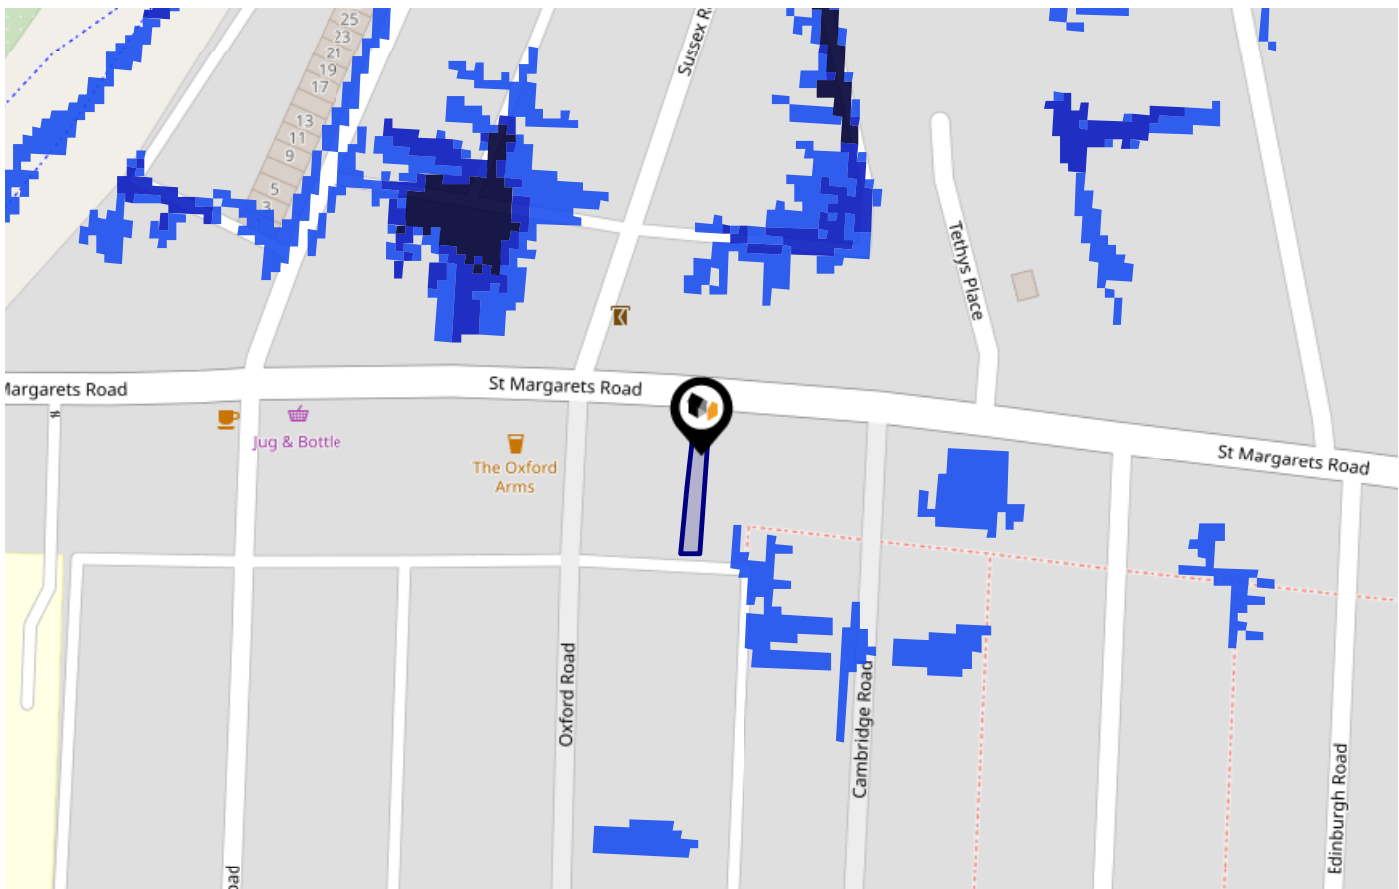 25
23
21
19
17
13
11
9
5
3
Sussex R
Tethys Place
Margarets Road
St Margarets Road
Jug & Bottle
The Oxford
Arms
St Margarets Road
Oxford Road
Cambridge Road
Edinburgh Road
oad